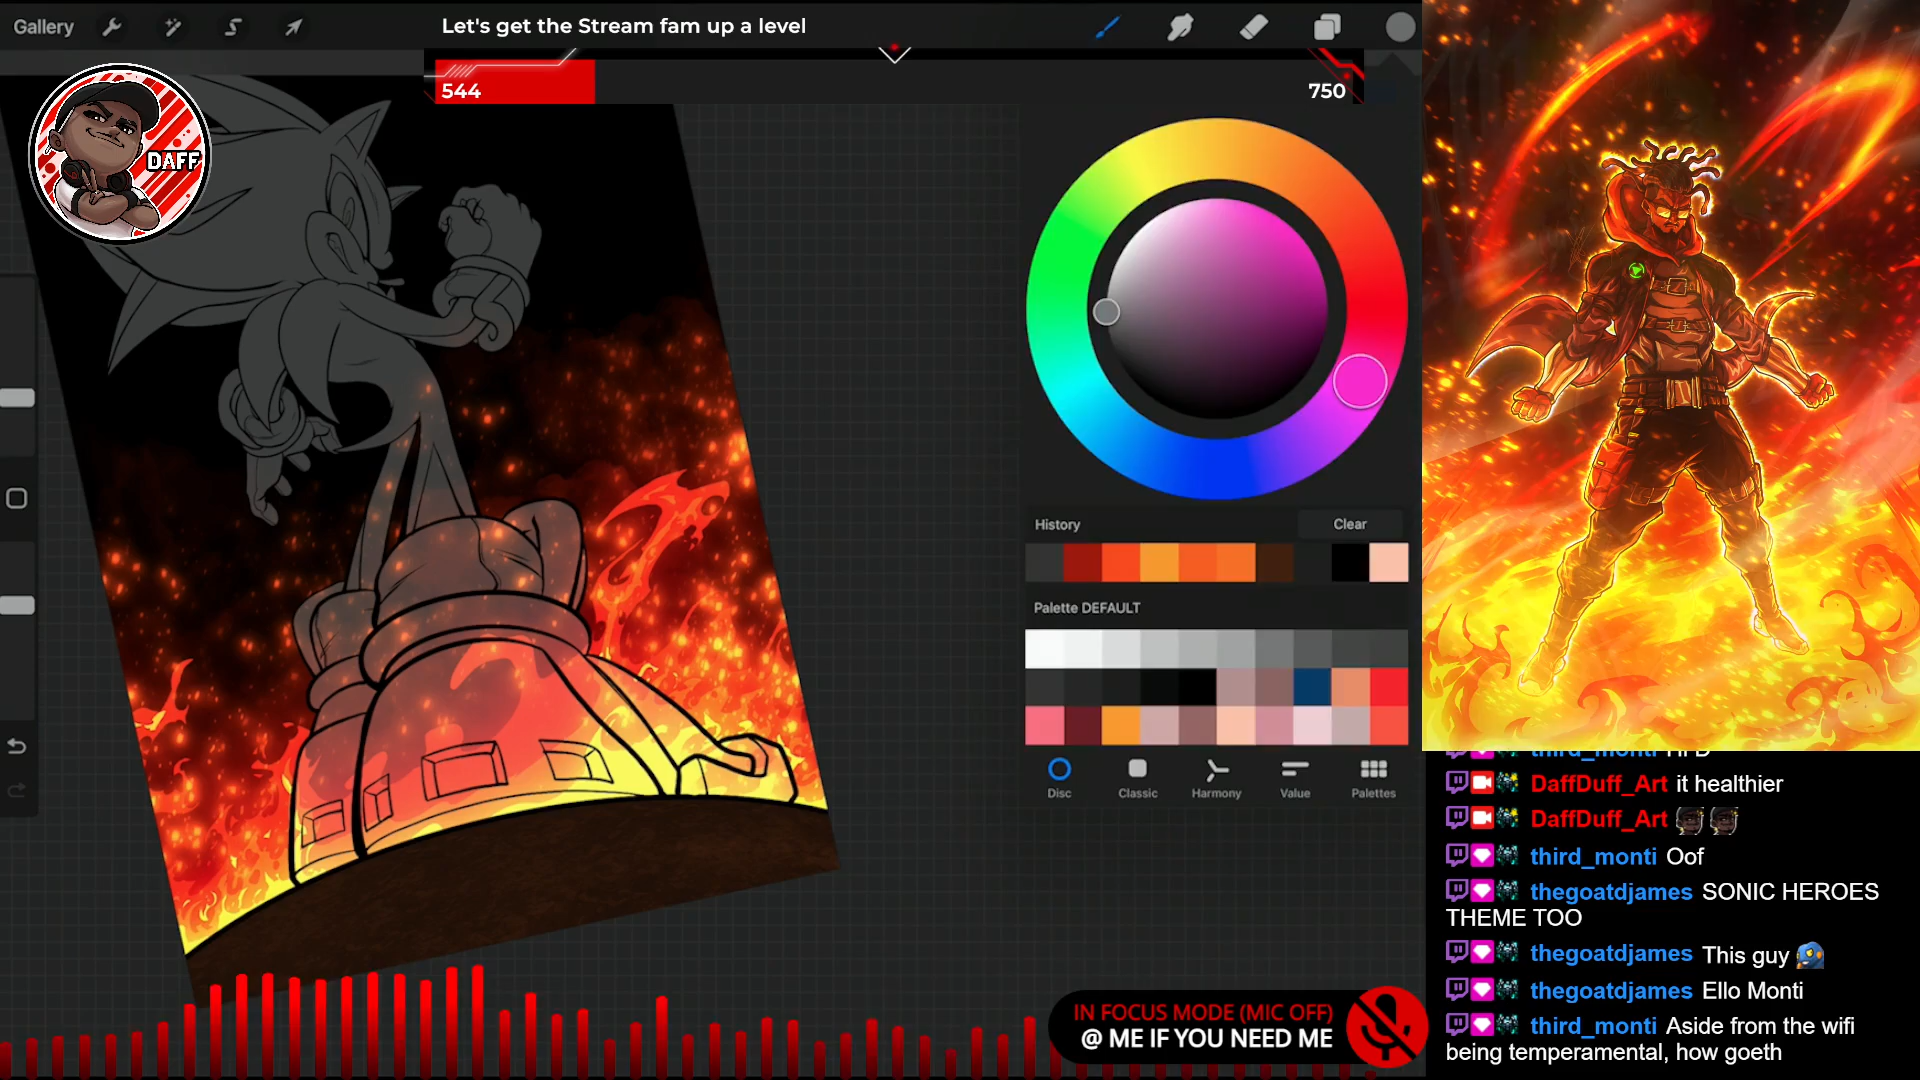 Gallery
Let's get the Stream fam up a level
544
750
DAFF
History
Clear
Palette DEFAULT
Disc
Classic
Harmony
Value
Palettes
DaffDuff_Art it healthier
DaffDuff_Art
third_monti Oof
thegoatdjames SONIC HEROES
THEME TOO
thegoatdjames This guy
thegoatdjames Ello Monti
third_monti Aside from the wifi
being temperamental, how goeth
IN FOCUS MODE (MIC OFF)
@ ME IF YOU NEED ME